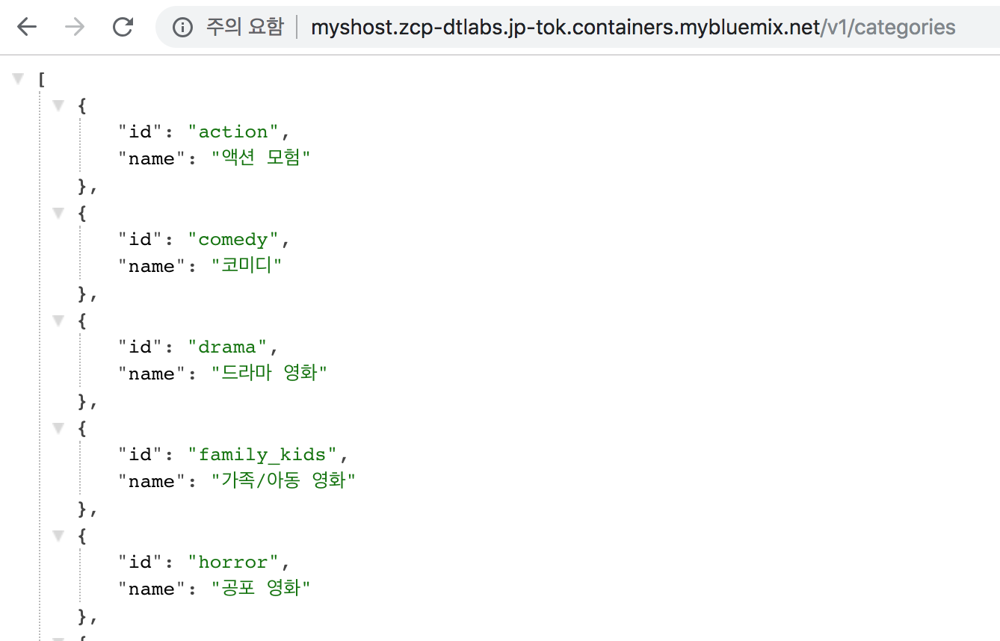 주의 요함 myshost.zcp-dtlabs.jp-tok.containers.mybluemix.net/v1/categories
[
{
"id": "action",
"name": "액션 모험"
},
{
"id": "comedy",
"name": "코미디"
},
{
"id": "drama",
"name": "드라마 영화"
},
{
"id": "family_kids",
"name": "가족/아동 영화"
},
{
"id": "horror",
"name": "공포 영화"
},
{